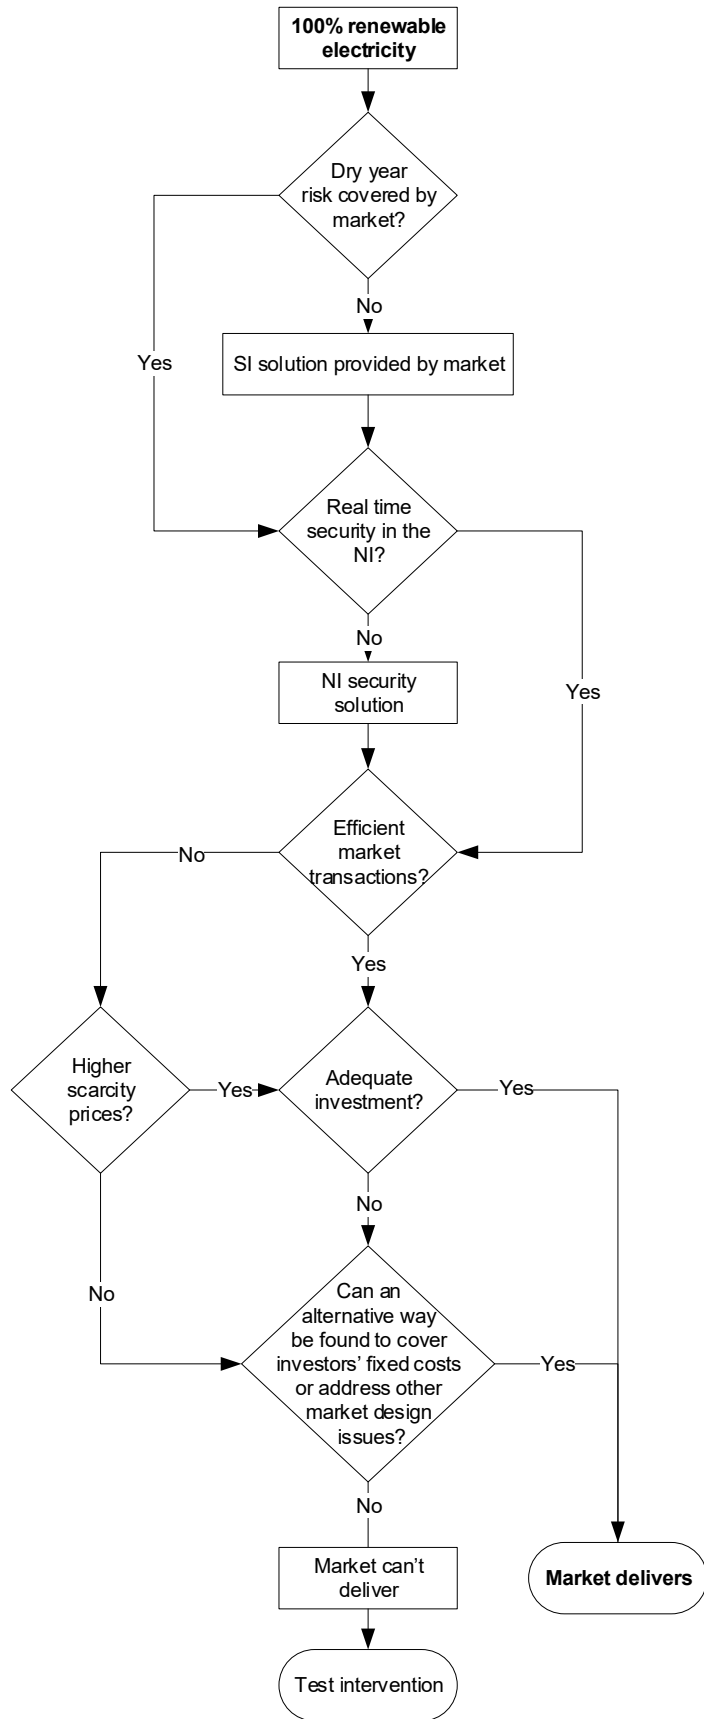 100% renewable
electricity
Dry year
risk covered by
market?
No
Yes
SI solution provided by market
Real time
security in the
NI?
No
Yes
NI security
solution
Efficient
market
transactions?
No
Yes
Higher
scarcity
prices?
Yes
Adequate
investment?
Yes
No
No
Can an
alternative way
be found to cover
investors’ fixed costs
or address other
market design
issues?
Yes
No
Market can’t
deliver
Market delivers
Test intervention